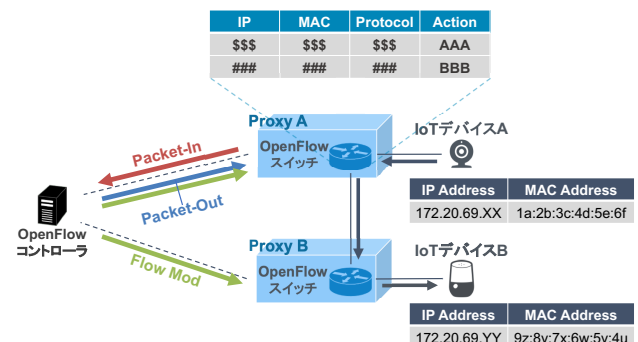 IP MAC Protocol Action
$$$ $$$ $$$ AAA
### ### ### BBB
Proxy A
OpenFlow
スイッチ
IoTデバイスA
Packet-In
Packet-Out
IP Address MAC Address
172.20.69.XX 1a:2b:3c:4d:5e:6f
OpenFlow
コントローラ
Flow Mod
Proxy B
OpenFlow
スイッチ
IoTデバイスB
IP Address MAC Address
172.20.69.YY 9z:8y:7x:6w:5v:4u